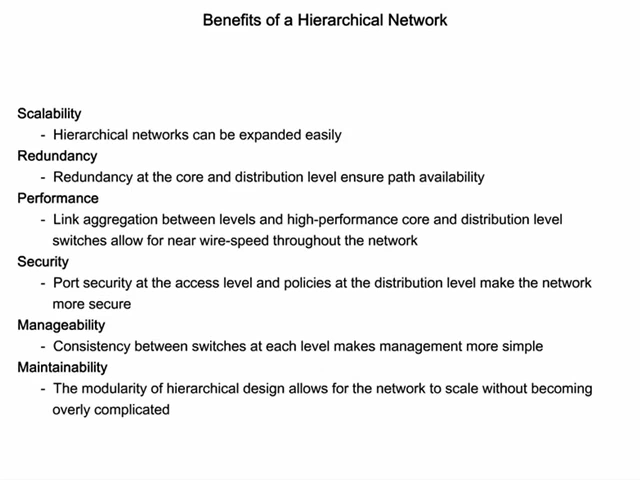 Benefits of a Hierarchical Network
Scalability
- Hierarchical networks can be expanded easily
Redundancy
- Redundancy at the core and distribution level ensure path availability
Performance
- Link aggregation between levels and high-performance core and distribution level
switches allow for near wire-speed throughout the network
Security
- Port security at the access level and policies at the distribution level make the network
more secure
Manageability
- Consistency between switches at each level makes management more simple
Maintainability
- The modularity of hierarchical design allows for the network to scale without becoming
overly complicated